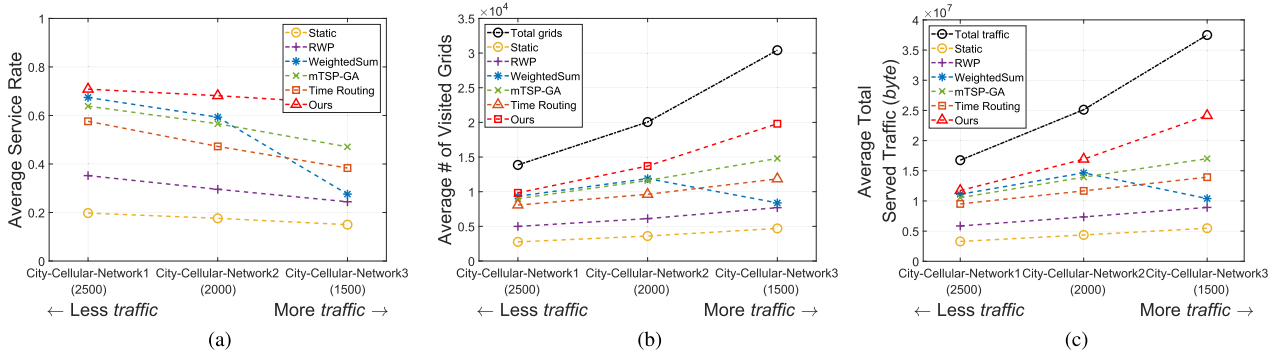 1
0.8
0.6
0.4
0.2
0
Average Service Rate
Static
RWP
WeightedSum
mTSP-GA
Time Routing
Ours
City-Cellular-Network1
(2500)
City-Cellular-Network2
(2000)
City-Cellular-Network3
(1500)
← Less traffic
More traffic →
(a)
×10⁴
3.5
3
2.5
2
1.5
1
0.5
0
Average # of Visited Grids
Total grids
Static
RWP
WeightedSum
mTSP-GA
Time Routing
Ours
City-Cellular-Network1
(2500)
City-Cellular-Network2
(2000)
City-Cellular-Network3
(1500)
← Less traffic
More traffic →
(b)
×10⁷
4
3.5
3
2.5
2
1.5
1
0.5
0
Average Total
Served Traffic (byte)
Total traffic
Static
RWP
WeightedSum
mTSP-GA
Time Routing
Ours
City-Cellular-Network1
(2500)
City-Cellular-Network2
(2000)
City-Cellular-Network3
(1500)
← Less traffic
More traffic →
(c)